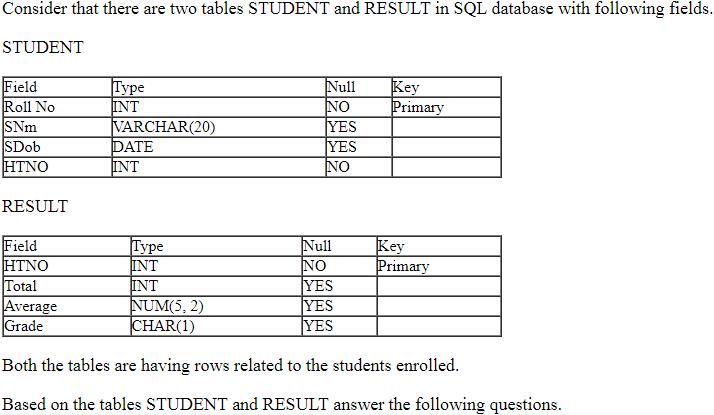 Consider that there are two tables STUDENT and RESULT in SQL database with following fields.
STUDENT
Field Type Null Key
Roll No INT NO Primary
SNm VARCHAR(20) YES
SDob DATE YES
HTNO INT NO
RESULT
Field Type Null Key
HTNO INT NO Primary
Total INT YES
Average NUM(5, 2) YES
Grade CHAR(1) YES
Both the tables are having rows related to the students enrolled.
Based on the tables STUDENT and RESULT answer the following questions.